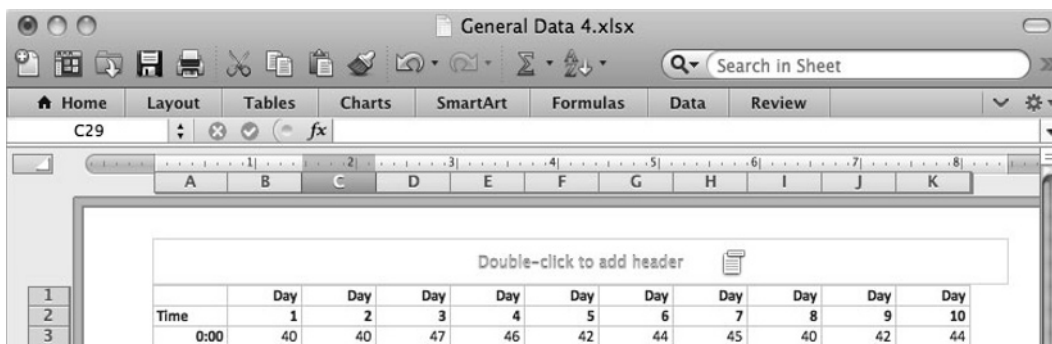 General Data 4.xlsx
Search in Sheet
Home Layout Tables Charts SmartArt Formulas Data Review
C29 fx
1 2 3 4 5 6 7 8
A B C D E F G H I J K
Double-click to add header
1 Day Day Day Day Day Day Day Day Day Day
2 Time 1 2 3 4 5 6 7 8 9 10
3 0:00 40 40 47 46 42 44 45 40 42 44